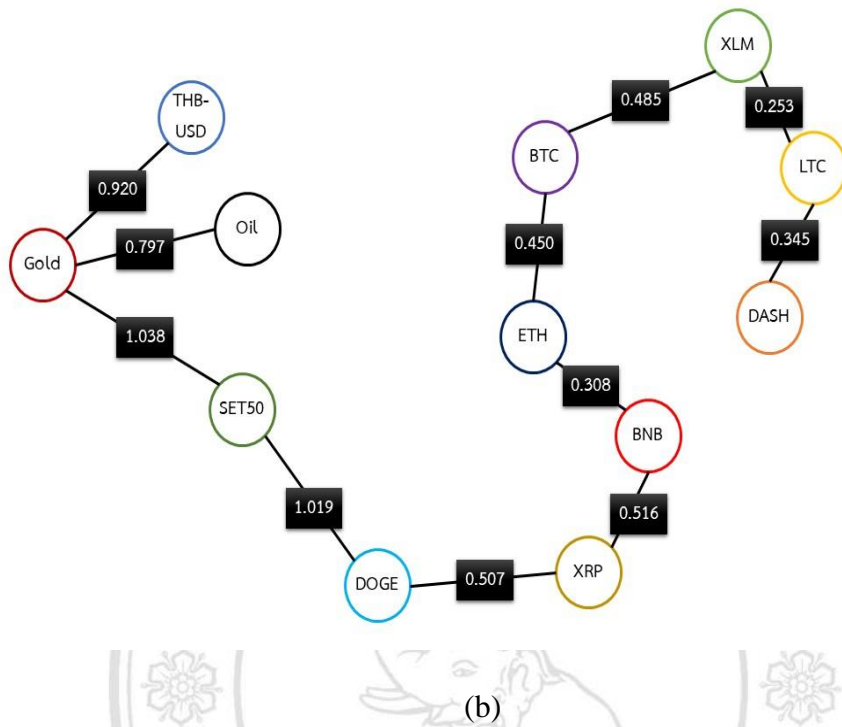 XLM
THB-
USD
0.485
0.253
BTC
LTC
0.920
Oil
0.797
0.345
Gold
0.450
DASH
ETH
1.038
0.308
SET50
BNB
1.019
0.516
DOGE
0.507
XRP
(b)